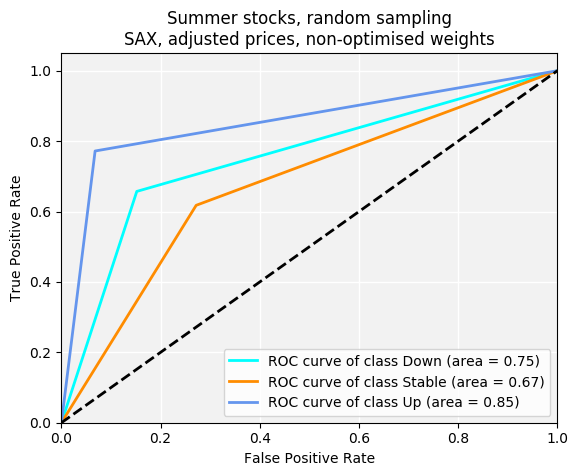 Summer stocks, random sampling
SAX, adjusted prices, non-optimised weights
True Positive Rate
1.0
0.8
0.6
0.4
0.2
0.0
ROC curve of class Down (area = 0.75)
ROC curve of class Stable (area = 0.67)
ROC curve of class Up (area = 0.85)
0.0 0.2 0.4 0.6 0.8 1.0
False Positive Rate